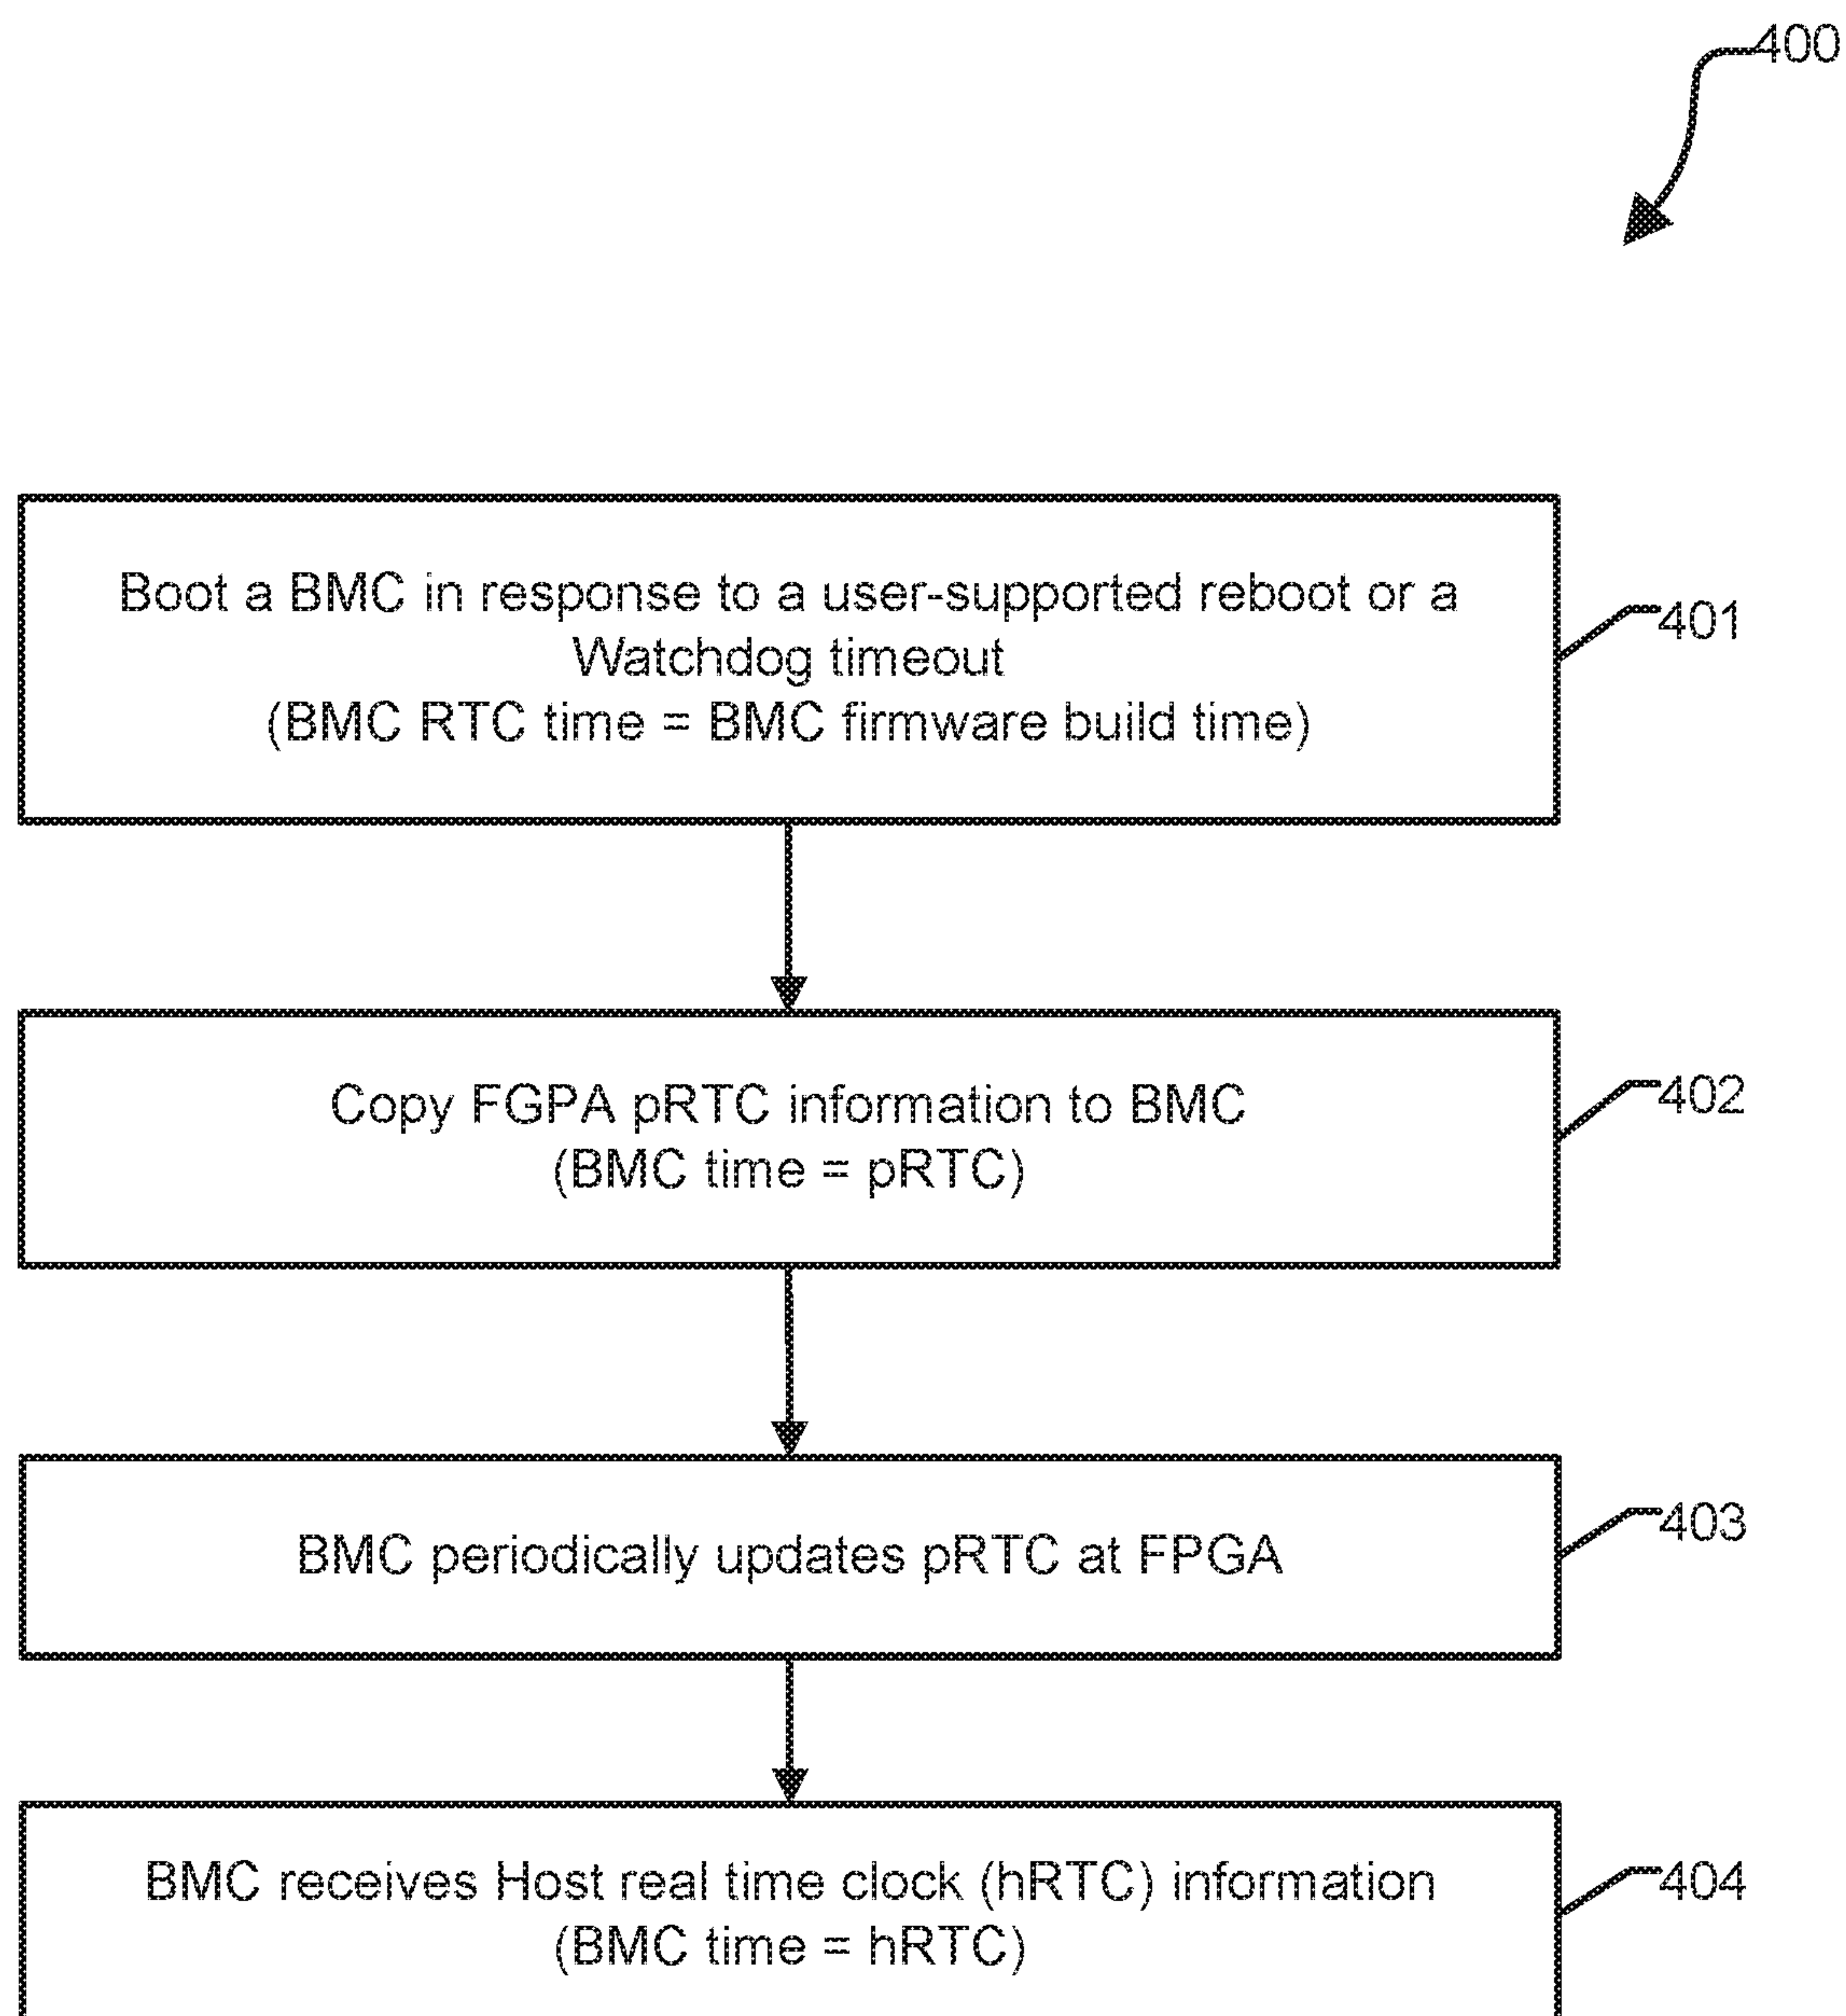 400
Boot a BMC in response to a user-supported reboot or a
Watchdog timeout
(BMC RTC time = BMC firmware build time)
401
Copy FGPA pRTC information to BMC
(BMC time = pRTC)
402
BMC periodically updates pRTC at FPGA
403
BMC receives Host real time clock (hRTC) information
(BMC time = hRTC)
404